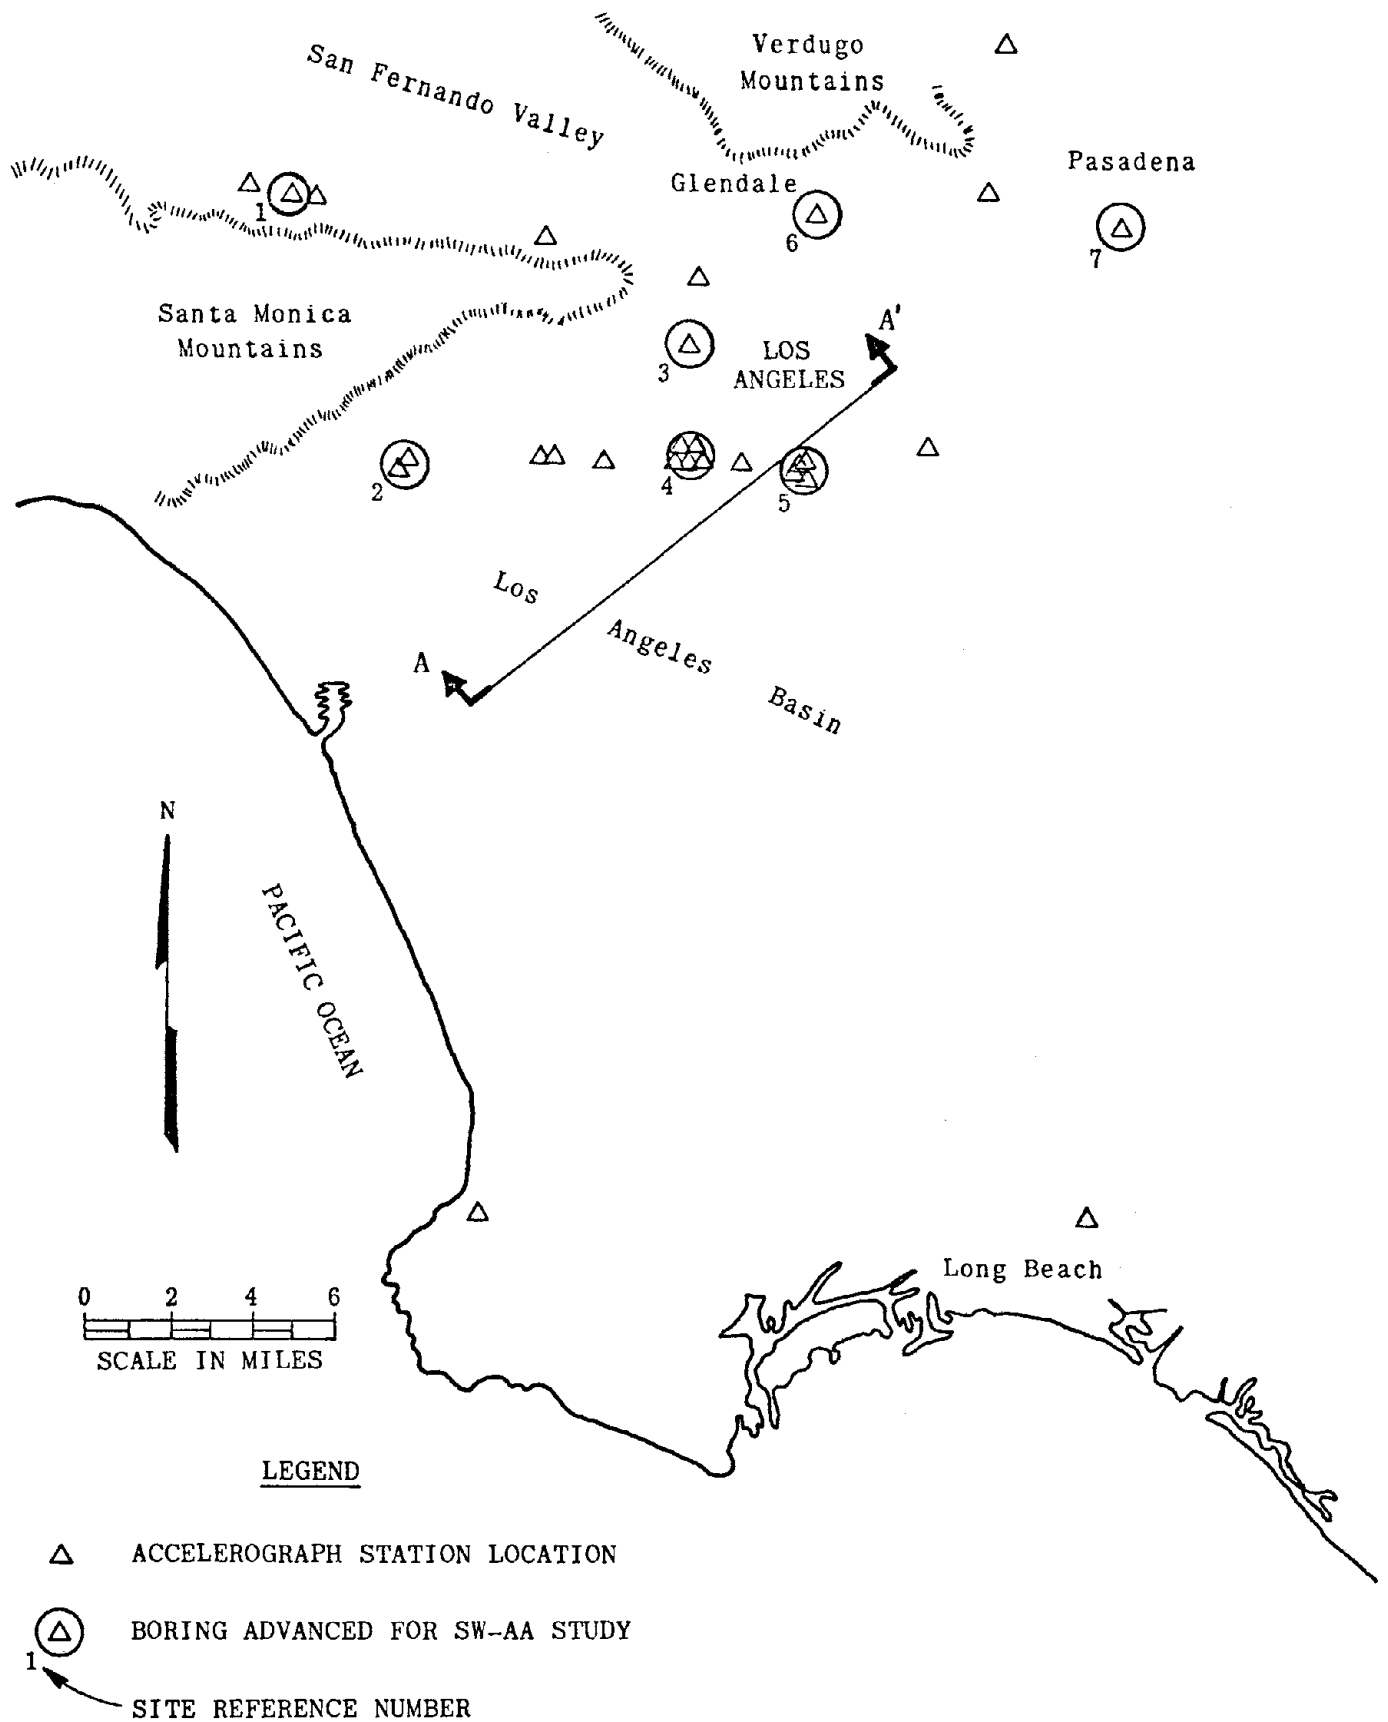 San Fernando Valley
Verdugo
Mountains
Pasadena
Glendale
1
6
7
Santa Monica
Mountains
A'
3
LOS
ANGELES
2
4
5
Los Angeles Basin
A
N
PACIFIC OCEAN
Long Beach
0 2 4 6
SCALE IN MILES
LEGEND
ACCELEROGRAPH STATION LOCATION
BORING ADVANCED FOR SW-AA STUDY
1
SITE REFERENCE NUMBER